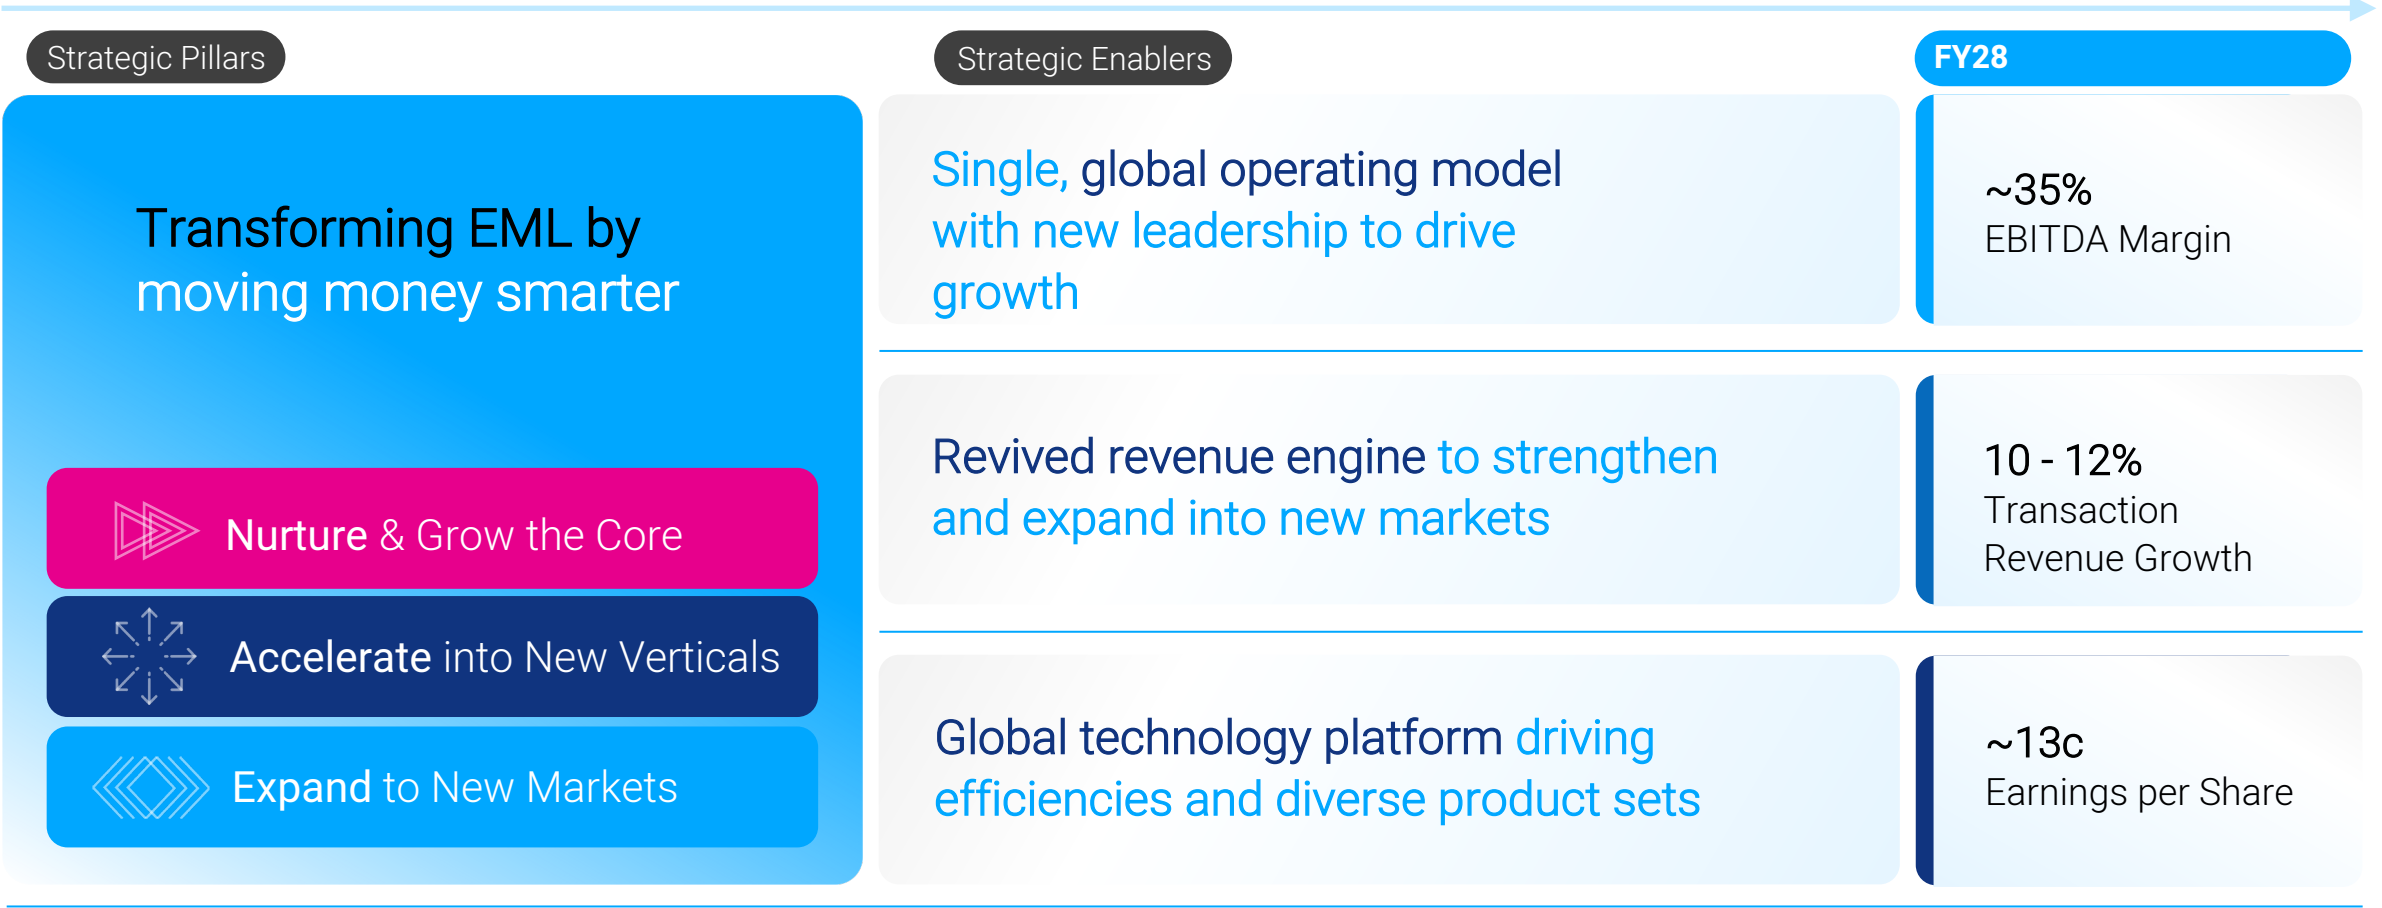 Strategic Pillars
Strategic Enablers
FY28
Transforming EML by
moving money smarter
Nurture & Grow the Core
Accelerate into New Verticals
Expand to New Markets
Single, global operating model
with new leadership to drive
growth
~35%
EBITDA Margin
Revived revenue engine to strengthen
and expand into new markets
10 - 12%
Transaction
Revenue Growth
Global technology platform driving
efficiencies and diverse product sets
~13c
Earnings per Share